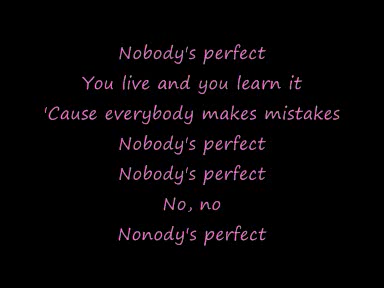 Nobody's perfect
You live and you learn it
'Cause everybody makes mistakes
Nobody's perfect
Nobody's perfect
No, no
Nonody's perfect